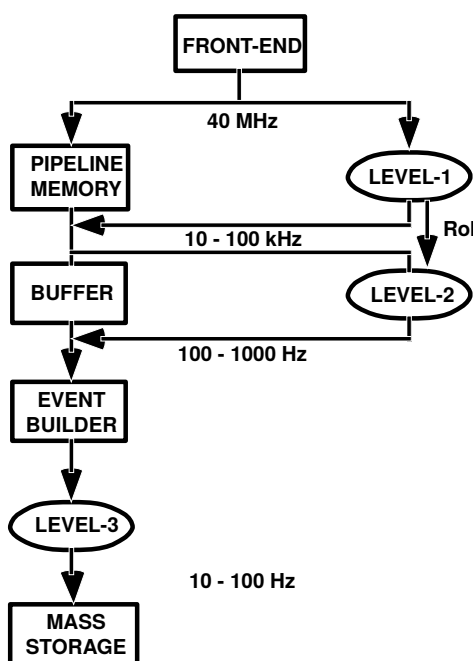 FRONT-END
40 MHz
PIPELINE
MEMORY
LEVEL-1
RoI
10 - 100 kHz
BUFFER
LEVEL-2
100 - 1000 Hz
EVENT
BUILDER
LEVEL-3
10 - 100 Hz
MASS
STORAGE